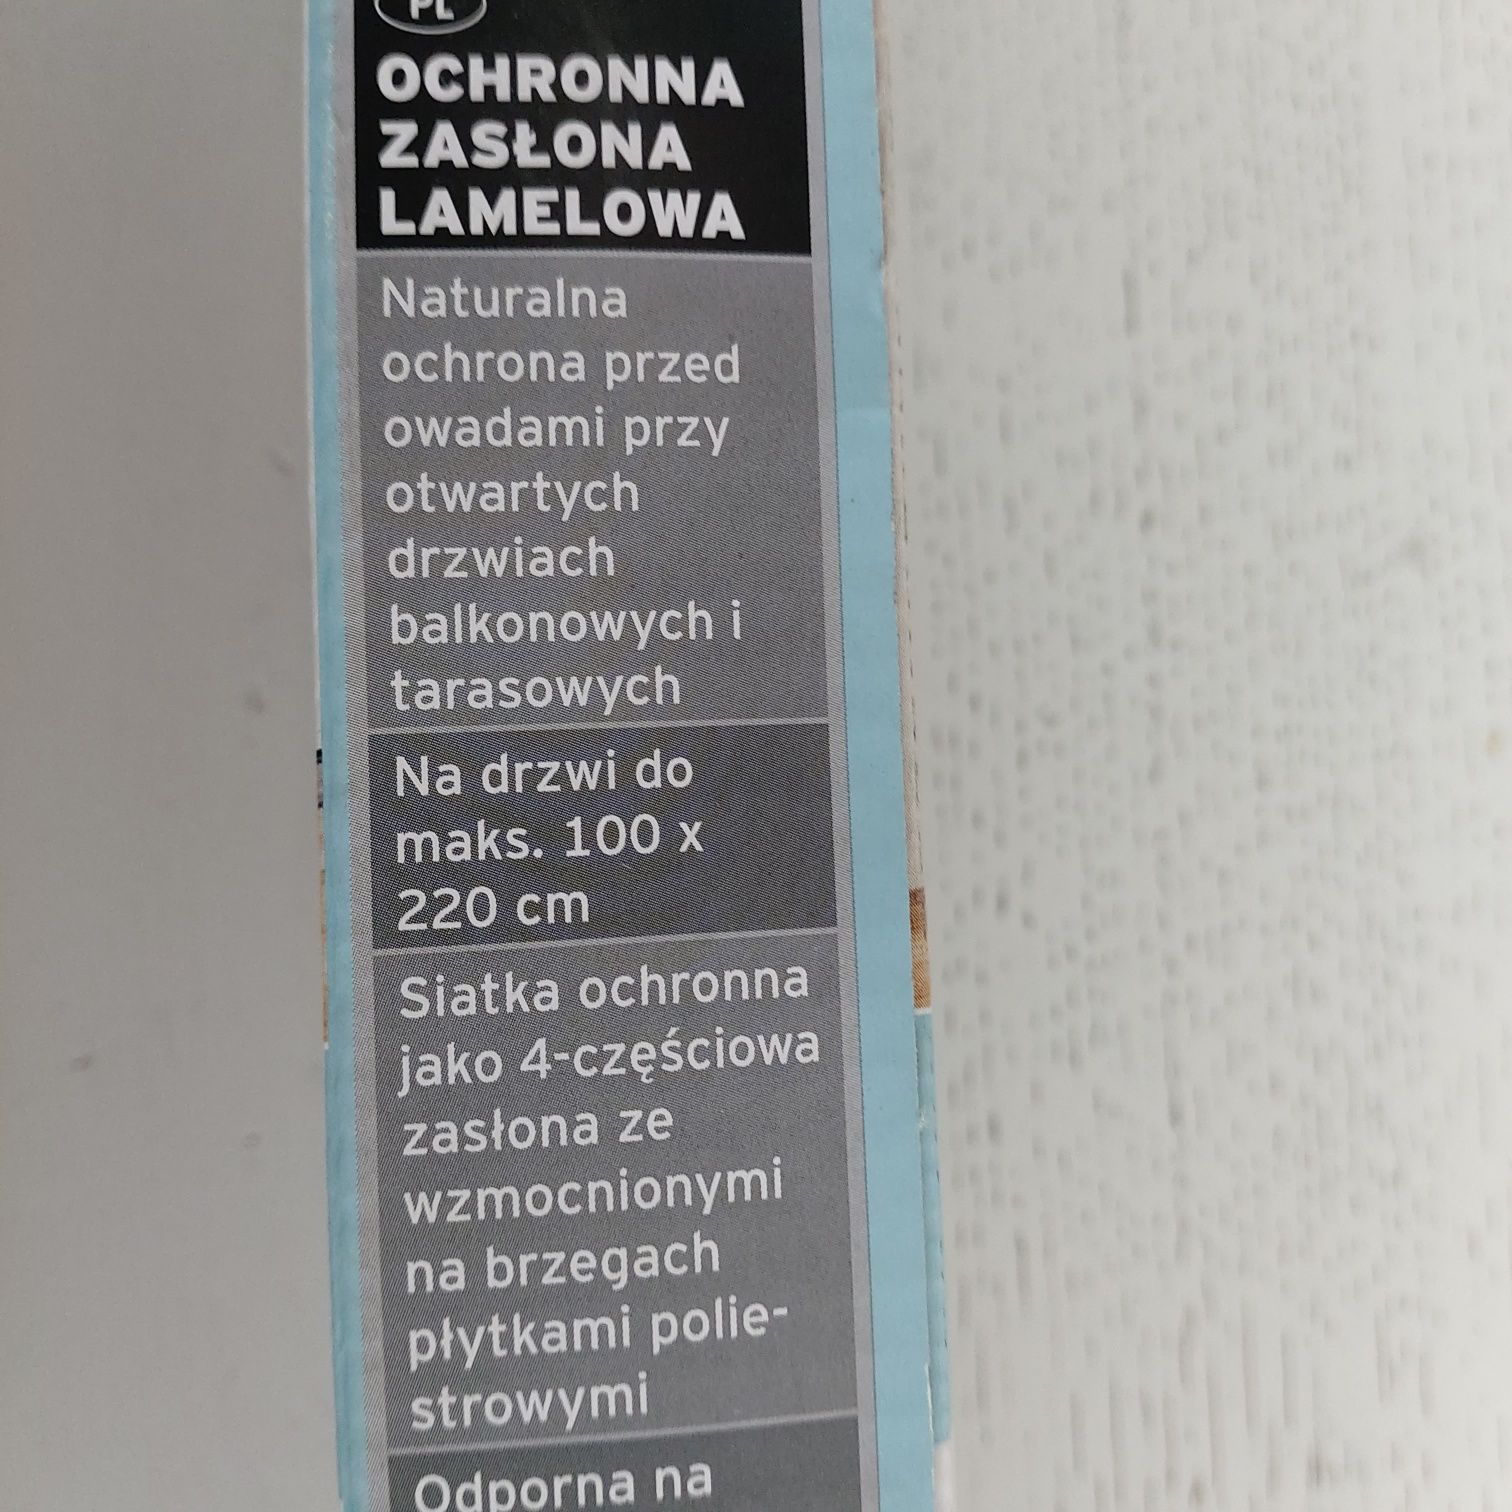 PL
OCHRONNA
ZASŁONA
LAMELOWA
Naturalna
ochrona przed
owadami przy
otwartych
drzwiach
balkonowych i
tarasowych
Na drzwi do
maks. 100 x
220 cm
Siatka ochronna
jako 4-częściowa
zasłona ze
wzmocnionymi
na brzegach
płytkami polie-
strowymi
Odporna na